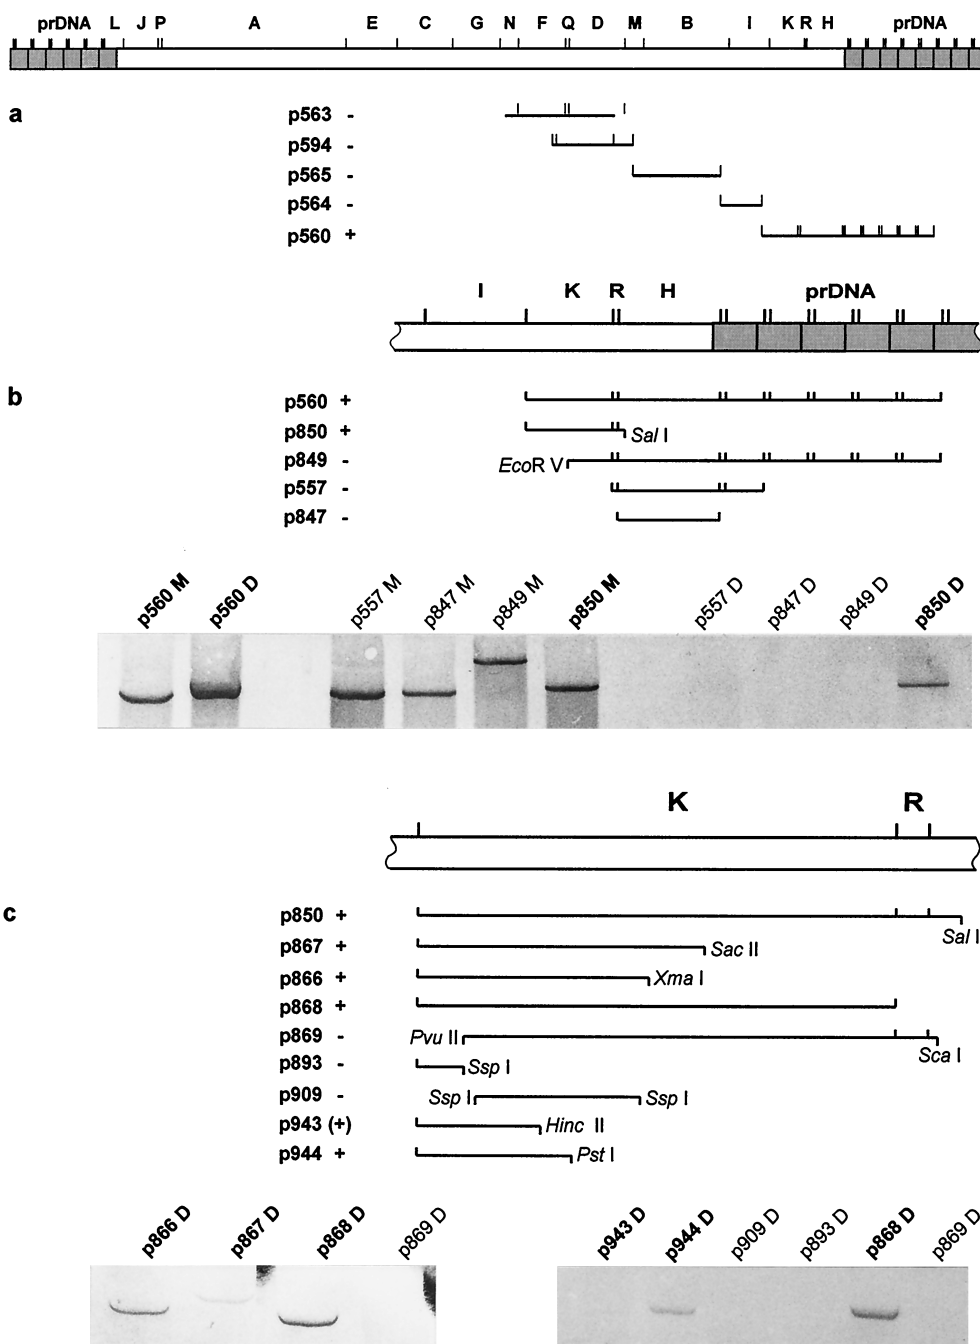 prDNA L J P A E C G N F Q D M B I K R H prDNA
a
p563 -
p594 -
p565 -
p564 -
p560 +
I K R H prDNA
b
p560 +
p850 + Sal I
p849 - EcoR V
p557 -
p847 -
p560 M p560 D p557 M p847 M p849 M p850 M p557 D p847 D p849 D p850 D
K R
c
p850 + Sal I
p867 + Sac II
p866 + Xma I
p868 +
p869 - Pvu II Sca I
p893 - Ssp I
p909 - Ssp I Ssp I
p943 (+) Hinc II
p944 + Pst I
p866 D p867 D p868 D p869 D p943 D p944 D p909 D p893 D p868 D p869 D